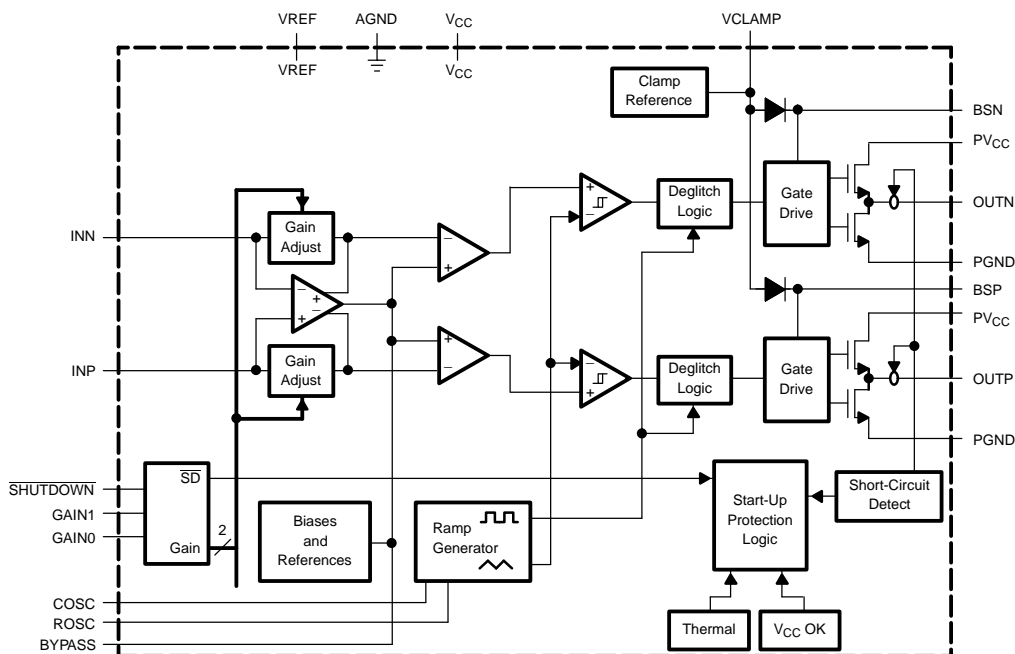 VREF
AGND
VCC
VCLAMP
VREF
VCC
Clamp
Reference
BSN
PVCC
Gain
Adjust
Deglitch
Logic
Gate
Drive
OUTN
INN
PGND
BSP
PVCC
INP
Gain
Adjust
Deglitch
Logic
Gate
Drive
OUTP
PGND
SHUTDOWN
GAIN1
GAIN0
SD
Gain
2
Biases
and
References
Ramp
Generator
Start-Up
Protection
Logic
Short-Circuit
Detect
COSC
ROSC
BYPASS
Thermal
VCC OK